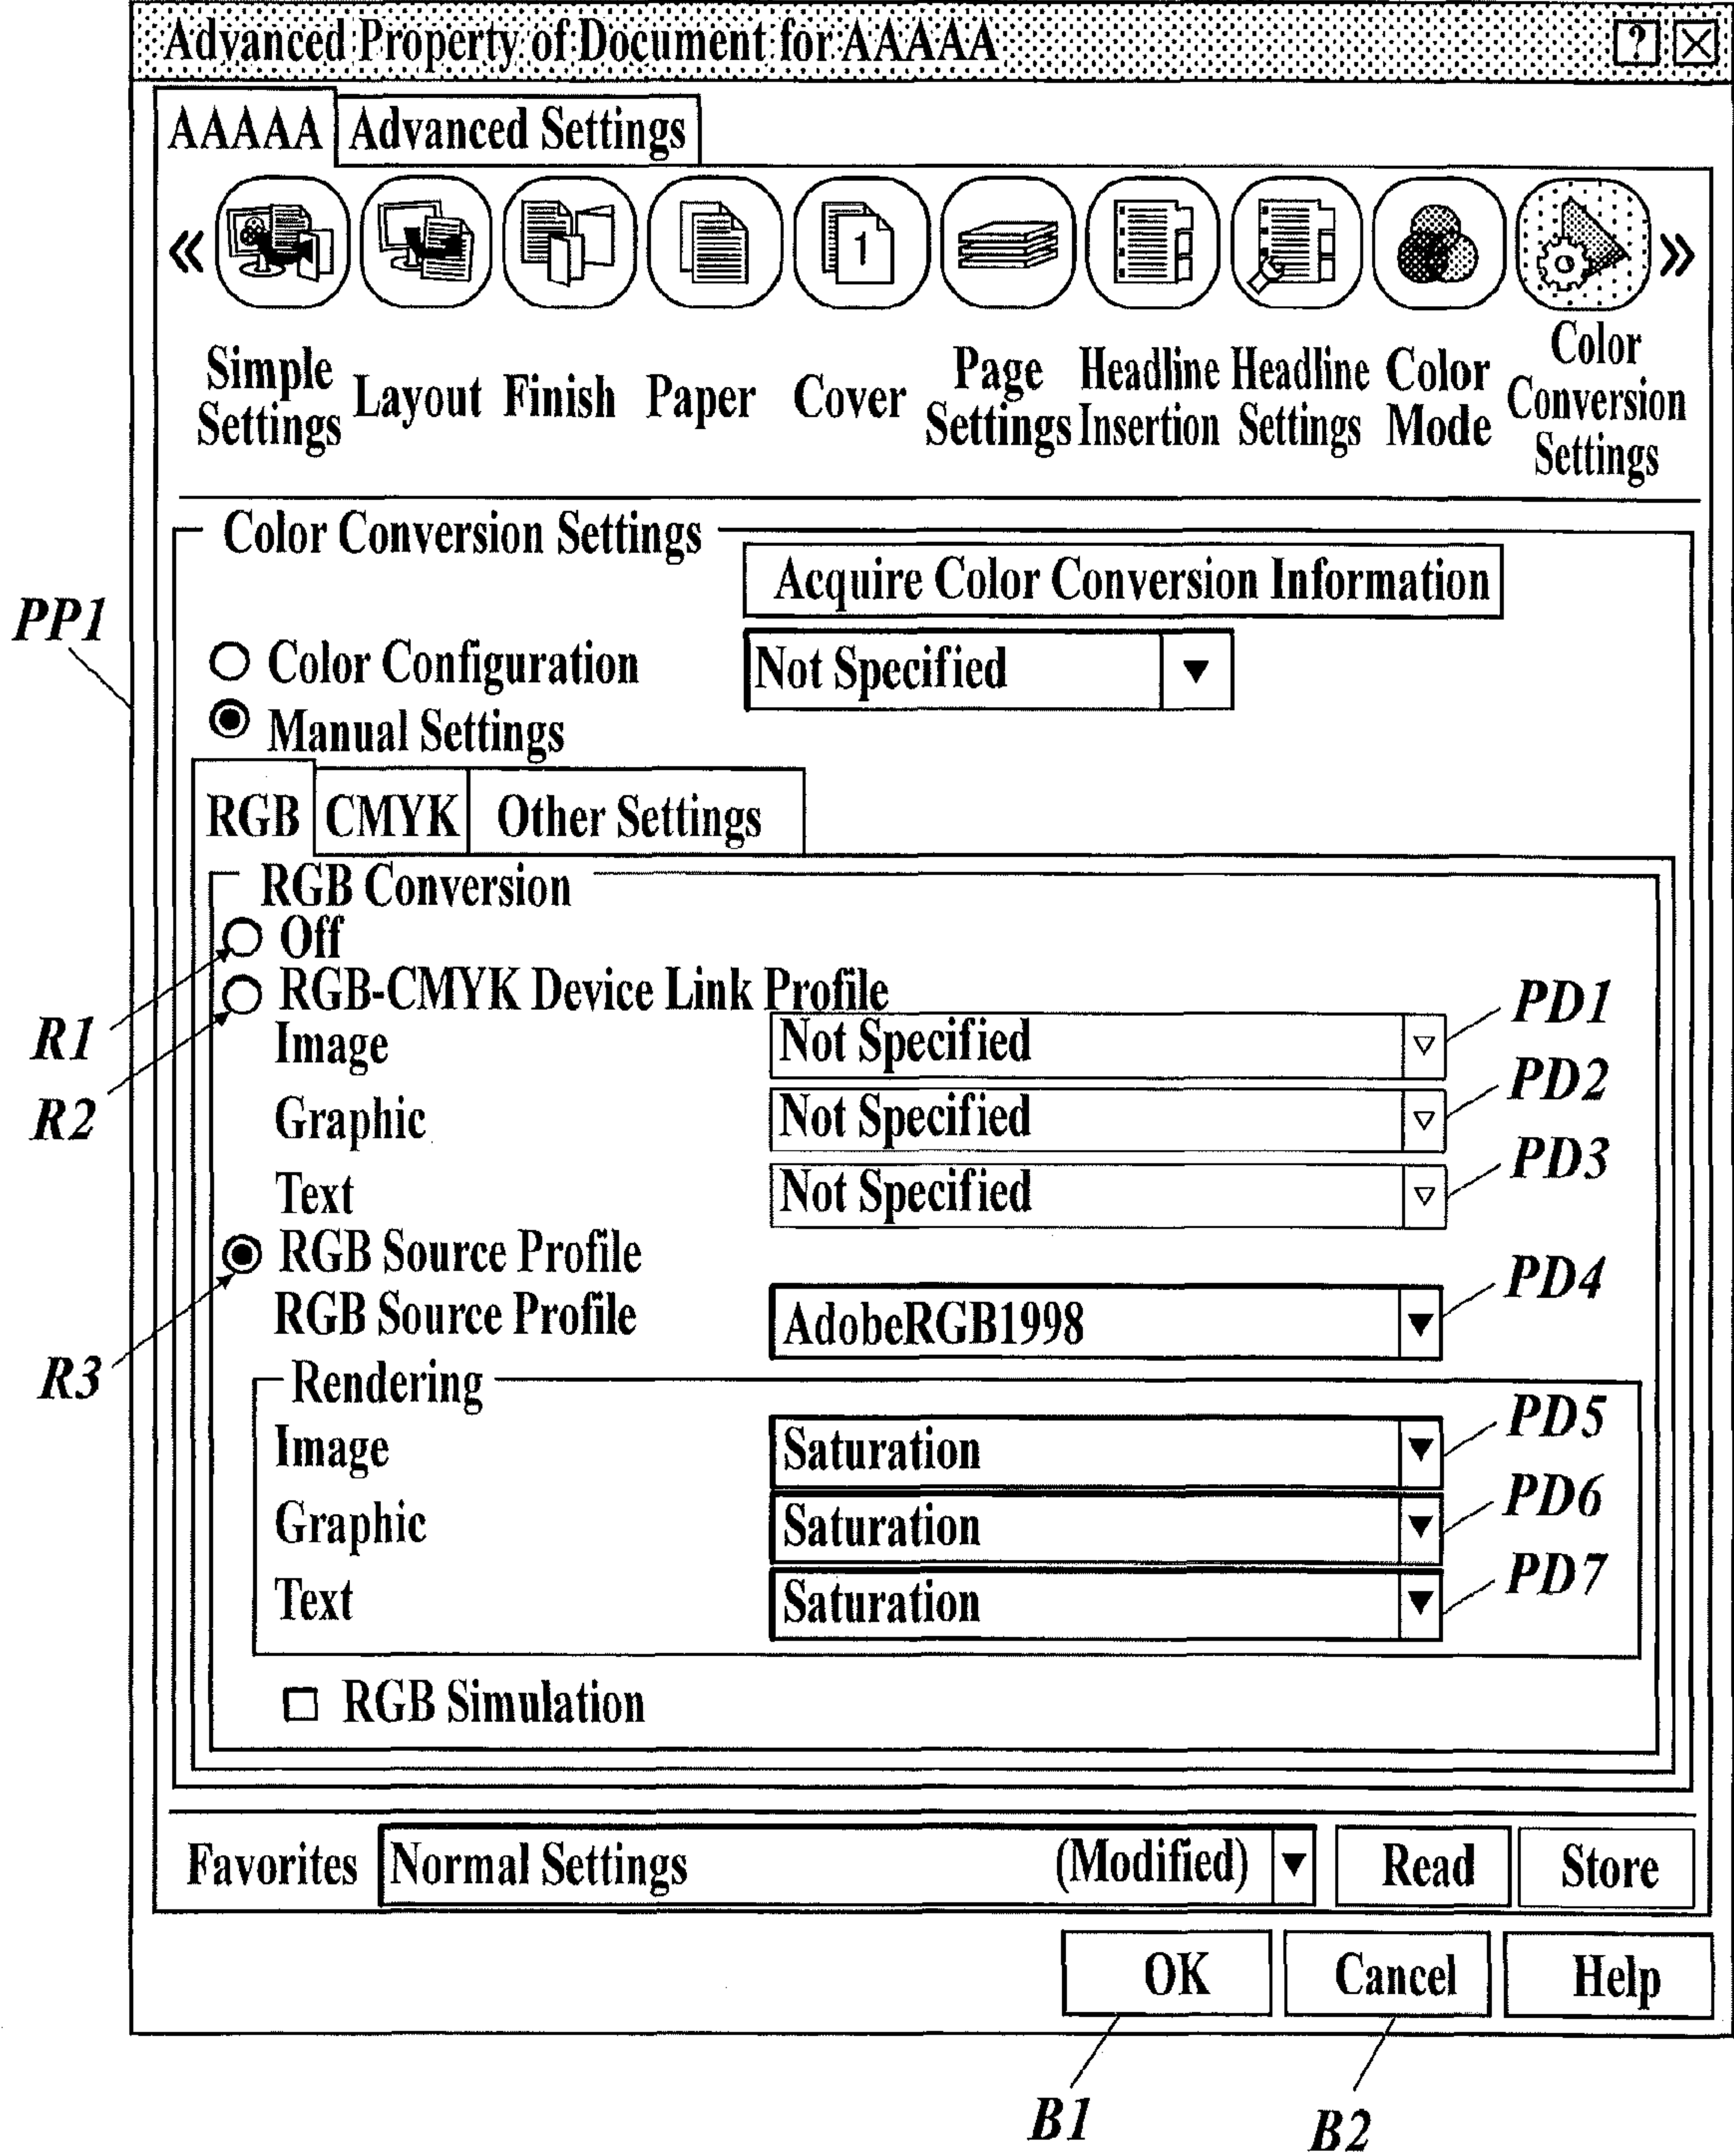 Advanced Property of Document for AAAAA ?
AAAAA Advanced Settings
1
Simple Settings
Layout
Finish
Paper
Cover
Page Settings
Headline Insertion
Headline Settings
Color Mode
Color Conversion Settings
Color Conversion Settings
Acquire Color Conversion Information
PP1
Color Configuration Not Specified
Manual Settings
RGB CMYK Other Settings
RGB Conversion
Off
R1
RGB-CMYK Device Link Profile
R2
Image Not Specified PD1
Graphic Not Specified PD2
Text Not Specified PD3
RGB Source Profile
R3
RGB Source Profile AdobeRGB1998 PD4
Rendering
Image Saturation PD5
Graphic Saturation PD6
Text Saturation PD7
RGB Simulation
Favorites Normal Settings (Modified) Read Store
OK Cancel Help
B1 B2